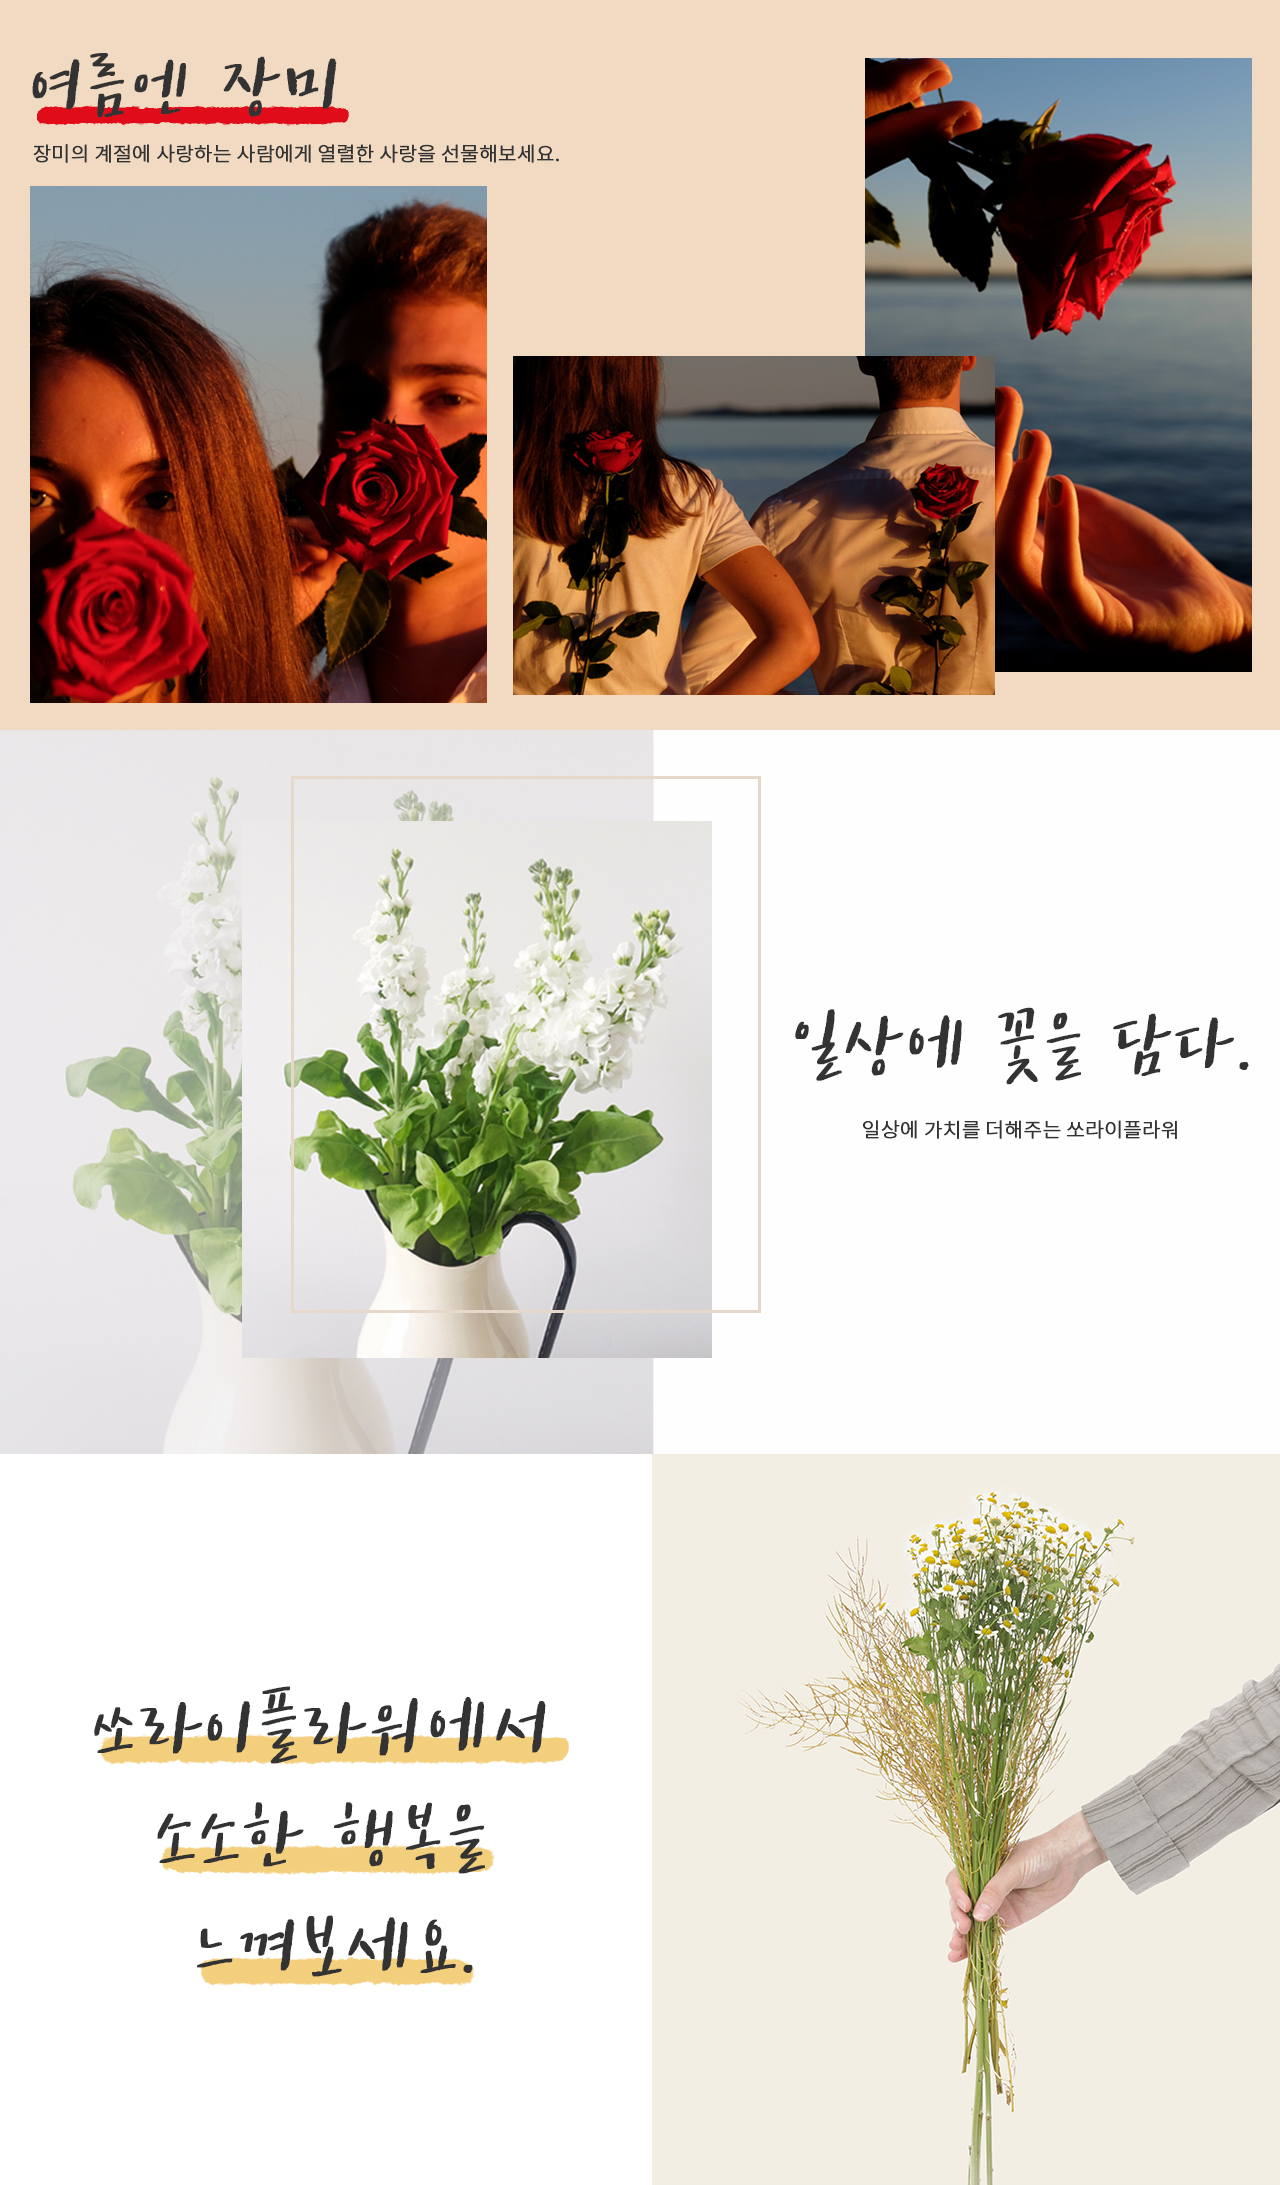 여름엔 장미
장미의 계절에 사랑하는 사람에게 열렬한 사랑을 선물해보세요.
일상에 꽃을 담다.
일상에 가치를 더해주는 쏘라이플라워
쏘라이플라워에서
소소한 행복을
느껴보세요.